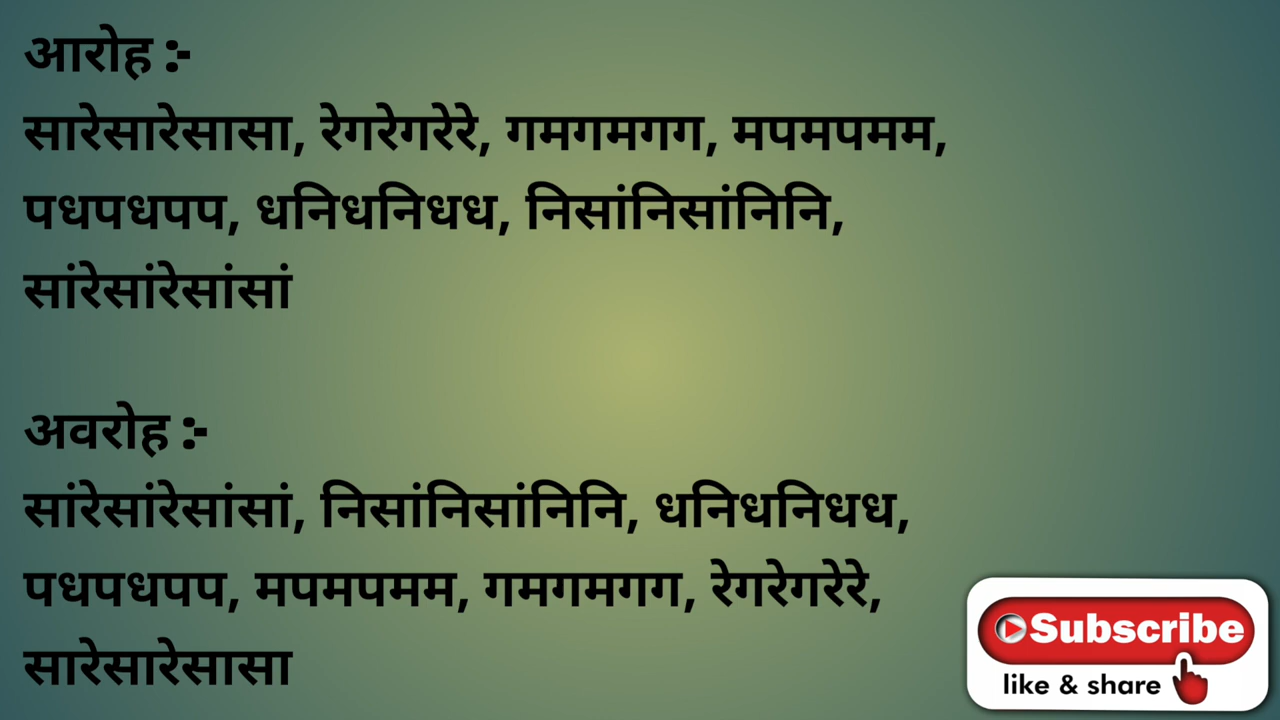 आरोह :-
सारेसारेसासा, रेगरेगरेरे, गमगमगग, मपमपमम,
पधपधपप, धनिधनिधध, निसांनिसांनिनि,
सांरेसांरेसांसां
अवरोह :-
सांरेसांरेसांसां, निसांनिसांनिनि, धनिधनिधध,
पधपधपप, मपमपमम, गमगमगग, रेगरेगरेरे,
सारेसारेसासा
Subscribe
like & share